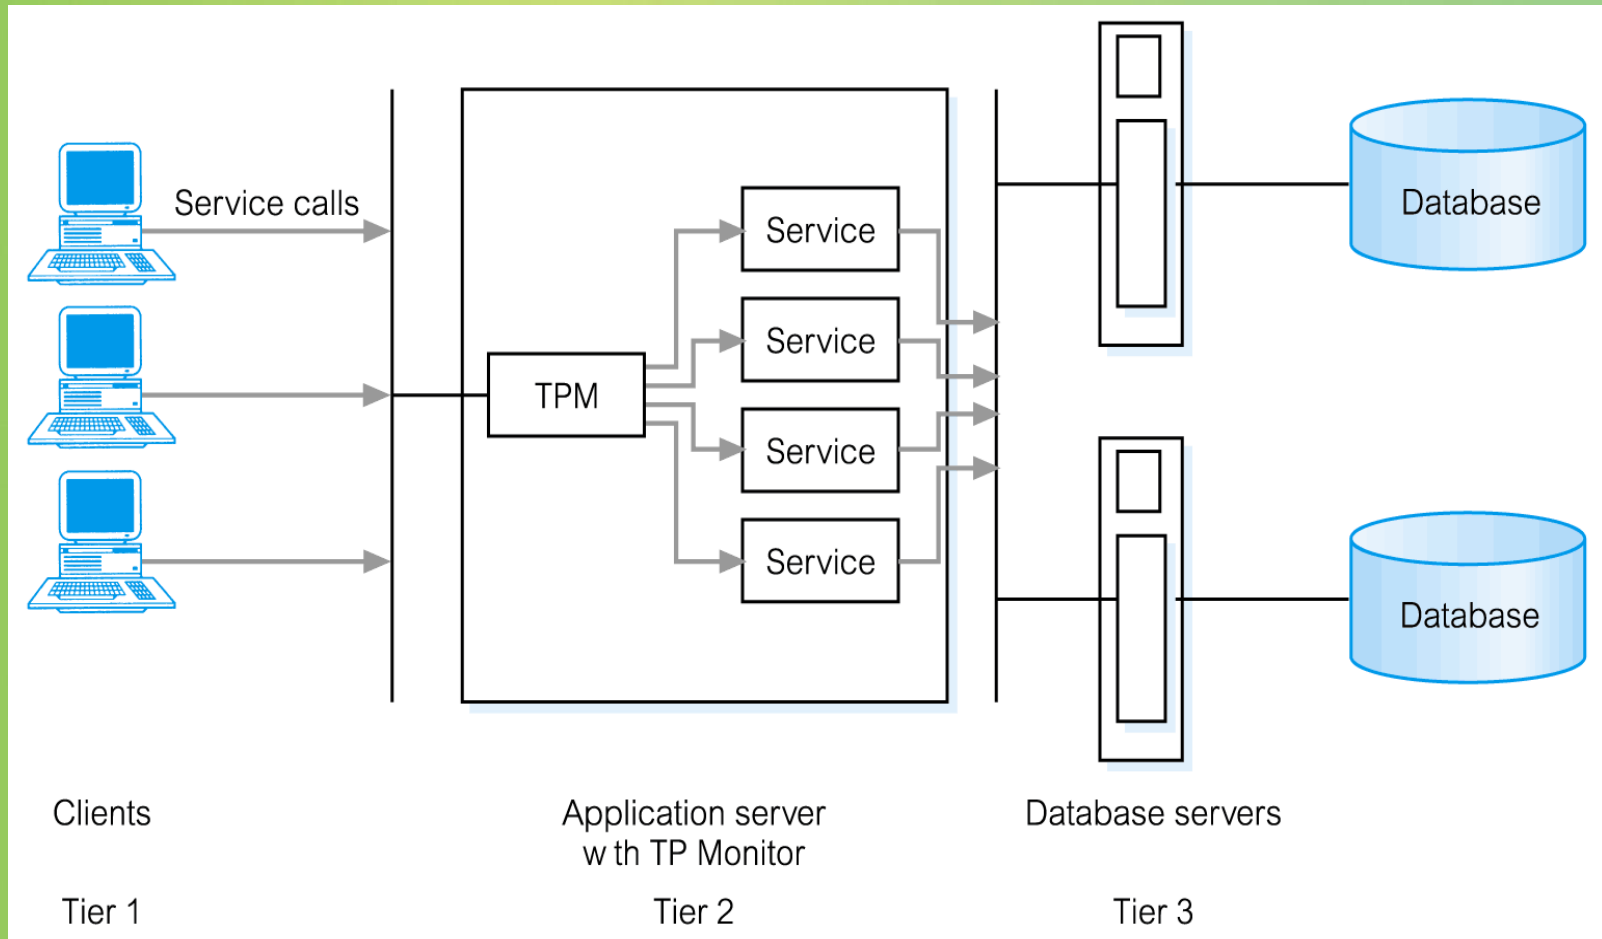 Service calls
Service
Service
Service
Service
TPM
Database
Database
Clients
Application server
w th TP Monitor
Database servers
Tier 1
Tier 2
Tier 3